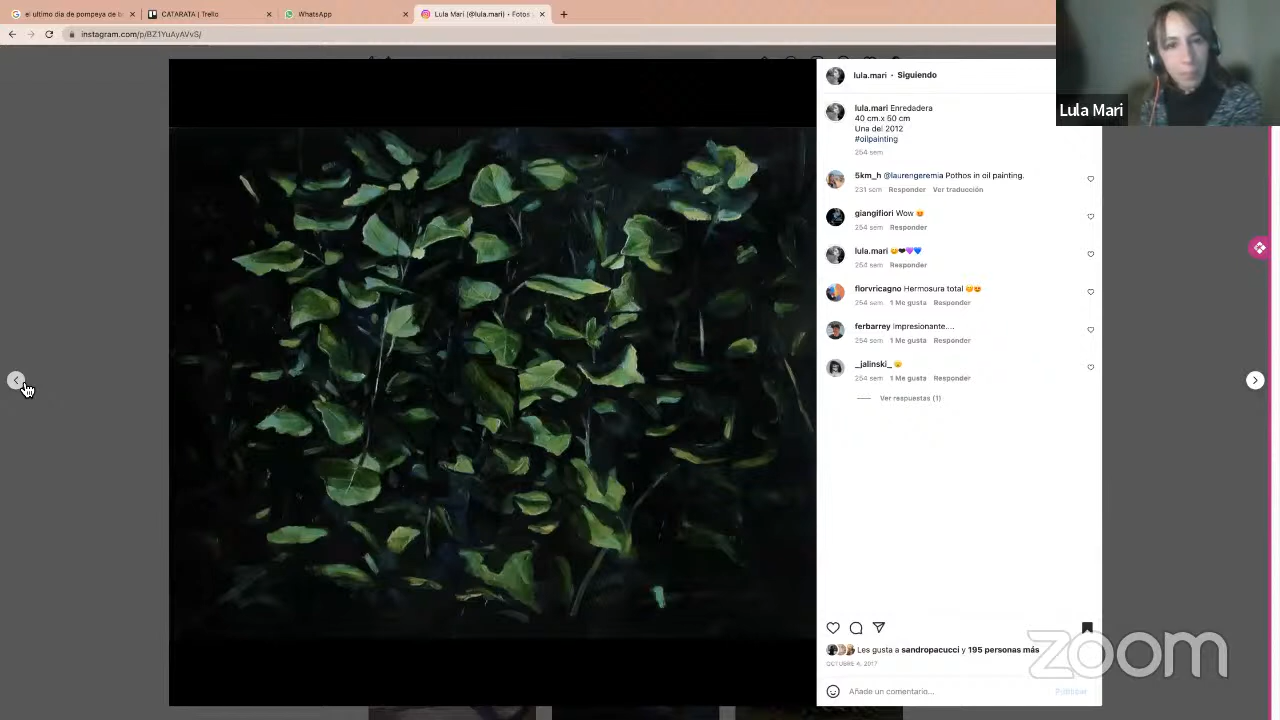 el ultimo dia de pompeya de b
CATARATA | Trello
WhatsApp
Lula Mari (@lula.mari) • Fotos
instagram.com/p/BZ1YuAyAVvS/
Lula Mari
lula.mari • Siguiendo
lula.mari Enredadera
40 cm.x 50 cm
Una del 2012
#oilpainting
254 sem
5km_h @laurengeremia Pothos in oil painting.
231 sem Responder Ver traducción
giangifiori Wow 😍
254 sem Responder
lula.mari 😄❤💜💙
254 sem Responder
florvricagno Hermosura total
254 sem 1 Me gusta Responder
ferbarrey Impresionante....
254 sem 1 Me gusta Responder
_jalinski_
254 sem 1 Me gusta Responder
Ver respuestas (1)
Les gusta a sandropacucci y 195 personas más
OCTUBRE 4, 2017
Añade un comentario...
Publicar
zoom